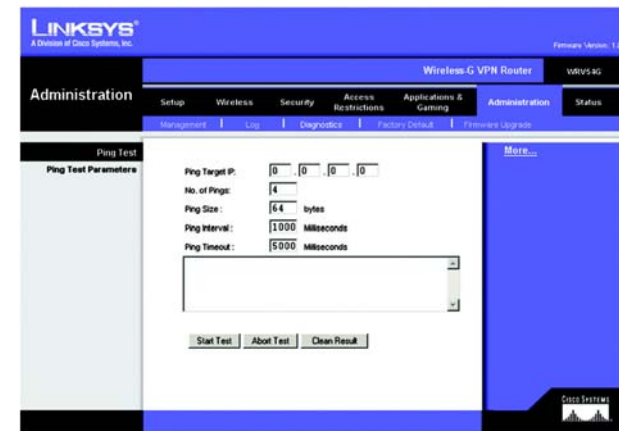 LINKSYS®
A Division of Cisco Systems, Inc.
Firmware Version: 1.
Wireless-G VPN Router WRV54G
Administration
Setup Wireless Security Access Restrictions Applications & Gaming Administration Status
Management | Log | Diagnostics | Factory Default | Firmware Upgrade
Ping Test
More...
Ping Test Parameters
Ping Target IP: 0 . 0 . 0 . 0
No. of Pings: 4
Ping Size : 64 bytes
Ping Interval : 1000 Milliseconds
Ping Timeout : 5000 Milliseconds
Start Test Abort Test Clean Result
CISCO SYSTEMS